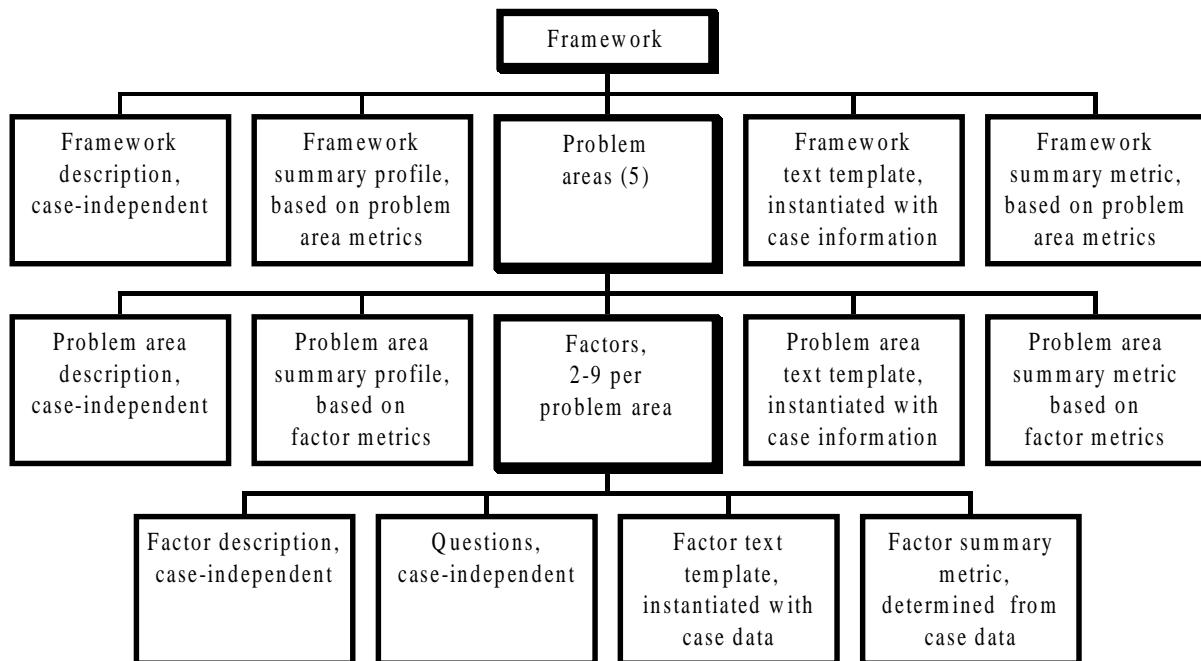 Framework
Framework
description,
case-independent
Framework
summary profile,
based on problem
area metrics
Problem
areas (5)
Framework
text template,
instantiated with
case information
Framework
summary metric,
based on problem
area metrics
Problem area
description,
case-independent
Problem area
summary profile,
based on
factor metrics
Factors,
2-9 per
problem area
Problem area
text template,
instantiated with
case information
Problem area
summary metric
based on
factor metrics
Factor description,
case-independent
Questions,
case-independent
Factor text
template,
instantiated with
case data
Factor summary
metric,
determined from
case data